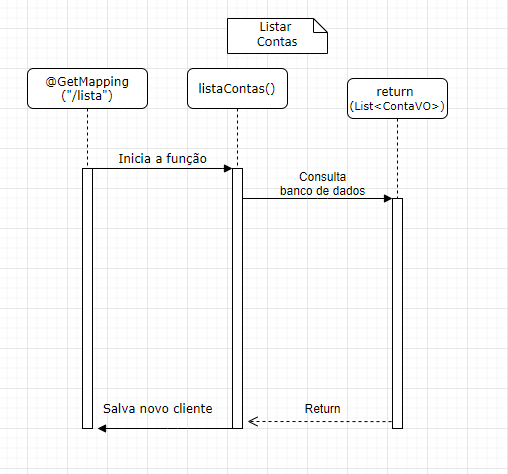 Listar
Contas
@GetMapping
("/lista")
listaContas()
return
(List<ContaVO>)
Inicia a função
Consulta
banco de dados
Salva novo cliente
Return